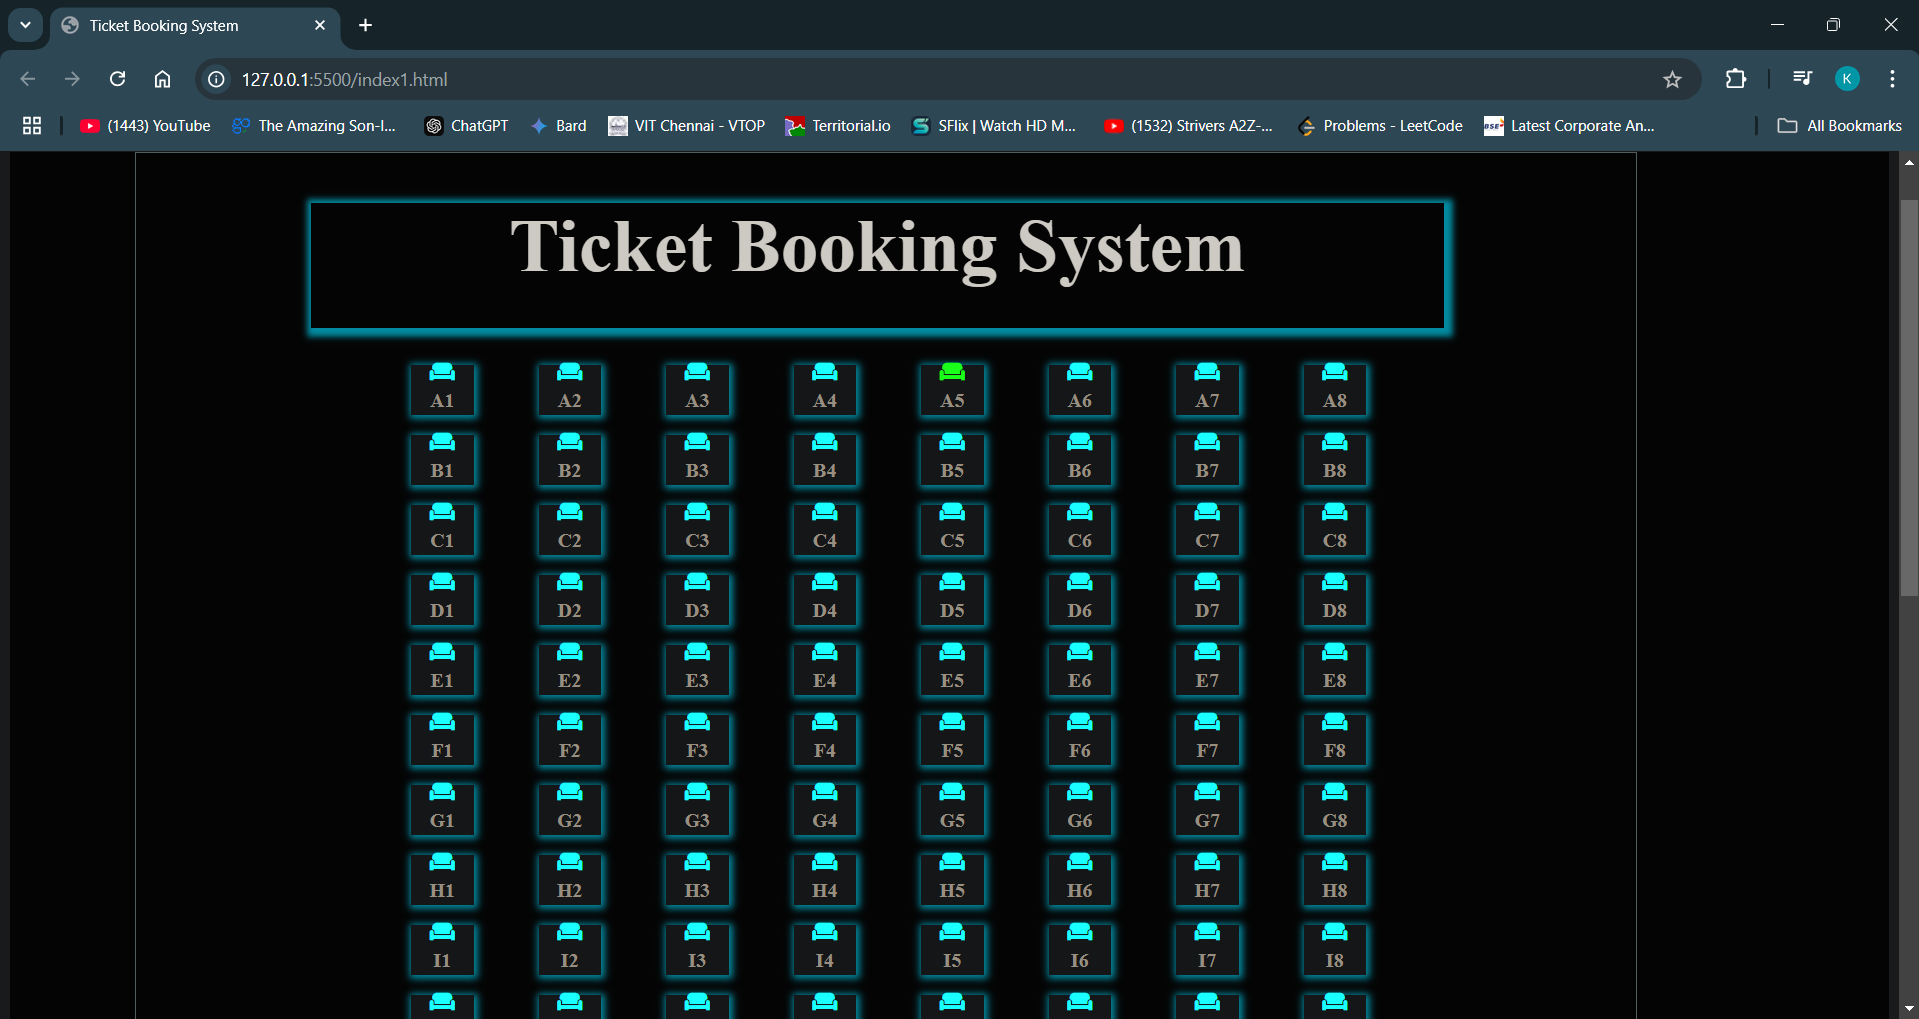 Ticket Booking System
127.0.0.1:5500/index1.html
K
(1443) YouTube The Amazing Son-I... ChatGPT Bard VIT Chennai - VTOP Territorial.io SFlix | Watch HD M... (1532) Strivers A2Z-... Problems - LeetCode BSE Latest Corporate An... All Bookmarks
Ticket Booking System
A1 A2 A3 A4 A5 A6 A7 A8
B1 B2 B3 B4 B5 B6 B7 B8
C1 C2 C3 C4 C5 C6 C7 C8
D1 D2 D3 D4 D5 D6 D7 D8
E1 E2 E3 E4 E5 E6 E7 E8
F1 F2 F3 F4 F5 F6 F7 F8
G1 G2 G3 G4 G5 G6 G7 G8
H1 H2 H3 H4 H5 H6 H7 H8
I1 I2 I3 I4 I5 I6 I7 I8